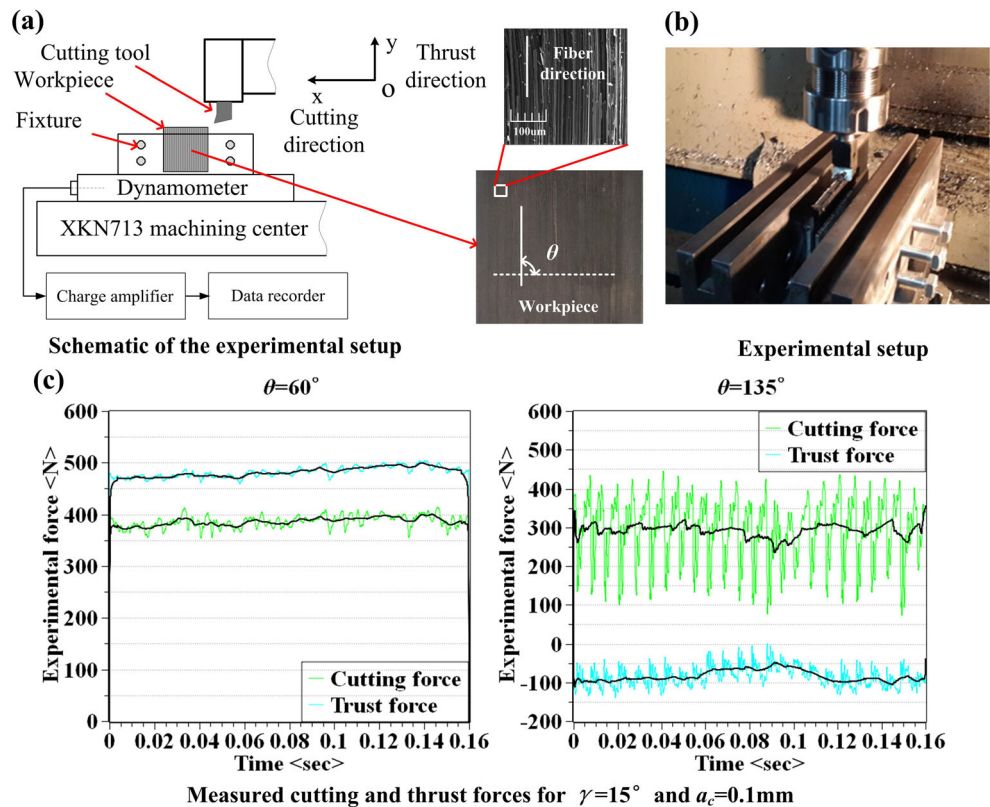 (a)
Cutting tool
Workpiece
Fixture
y
x
O
Thrust
direction
Cutting
direction
Dynamometer
XKN713 machining center
Charge amplifier
Data recorder
Fiber
direction
100um
θ
Workpiece
Schematic of the experimental setup
(b)
Experimental setup
(c)
θ=60°
Experimental force <N>
600
500
400
300
200
100
0
Cutting force
Trust force
0 0.02 0.04 0.06 0.08 0.1 0.12 0.14 0.16
Time <sec>
θ=135°
Experimental force <N>
600
500
400
300
200
100
0
-100
-200
Cutting force
Trust force
0 0.02 0.04 0.06 0.08 0.1 0.12 0.14 0.16
Time <sec>
Measured cutting and thrust forces for γ=15° and a_c=0.1mm